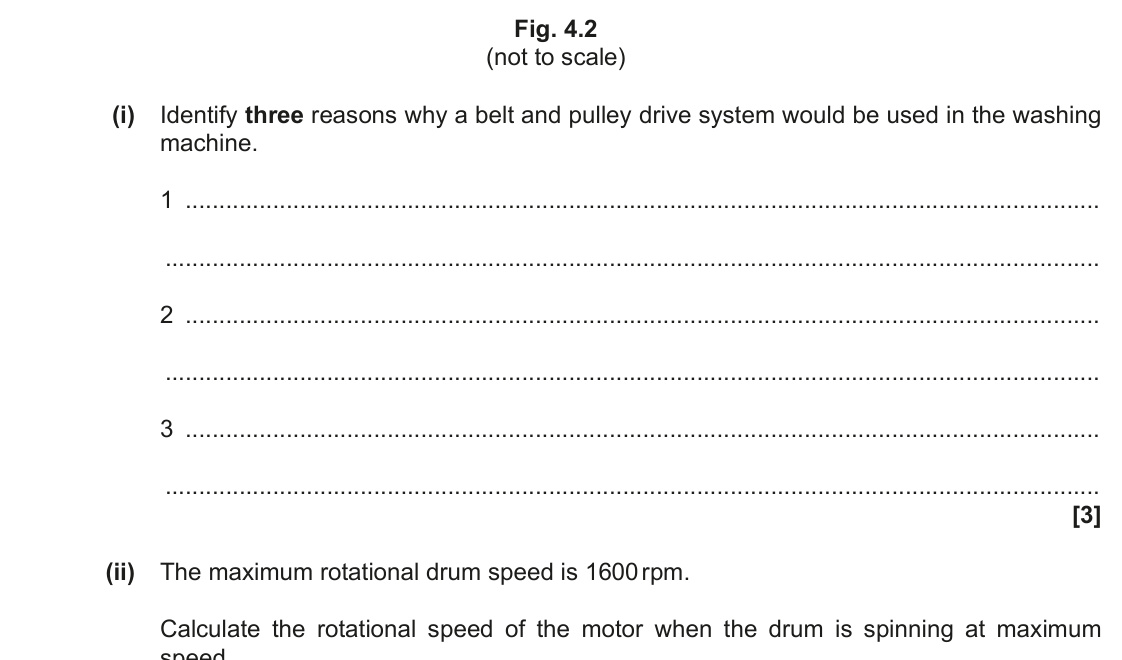 Fig. 4.2
(not to scale)
(i) Identify three reasons why a belt and pulley drive system would be used in the washing
machine.
1 ..........................................................................................................................................
.............................................................................................................................................
2 ..........................................................................................................................................
.............................................................................................................................................
3 ..........................................................................................................................................
.............................................................................................................................................
[3]
(ii) The maximum rotational drum speed is 1600 rpm.
Calculate the rotational speed of the motor when the drum is spinning at maximum
speed.